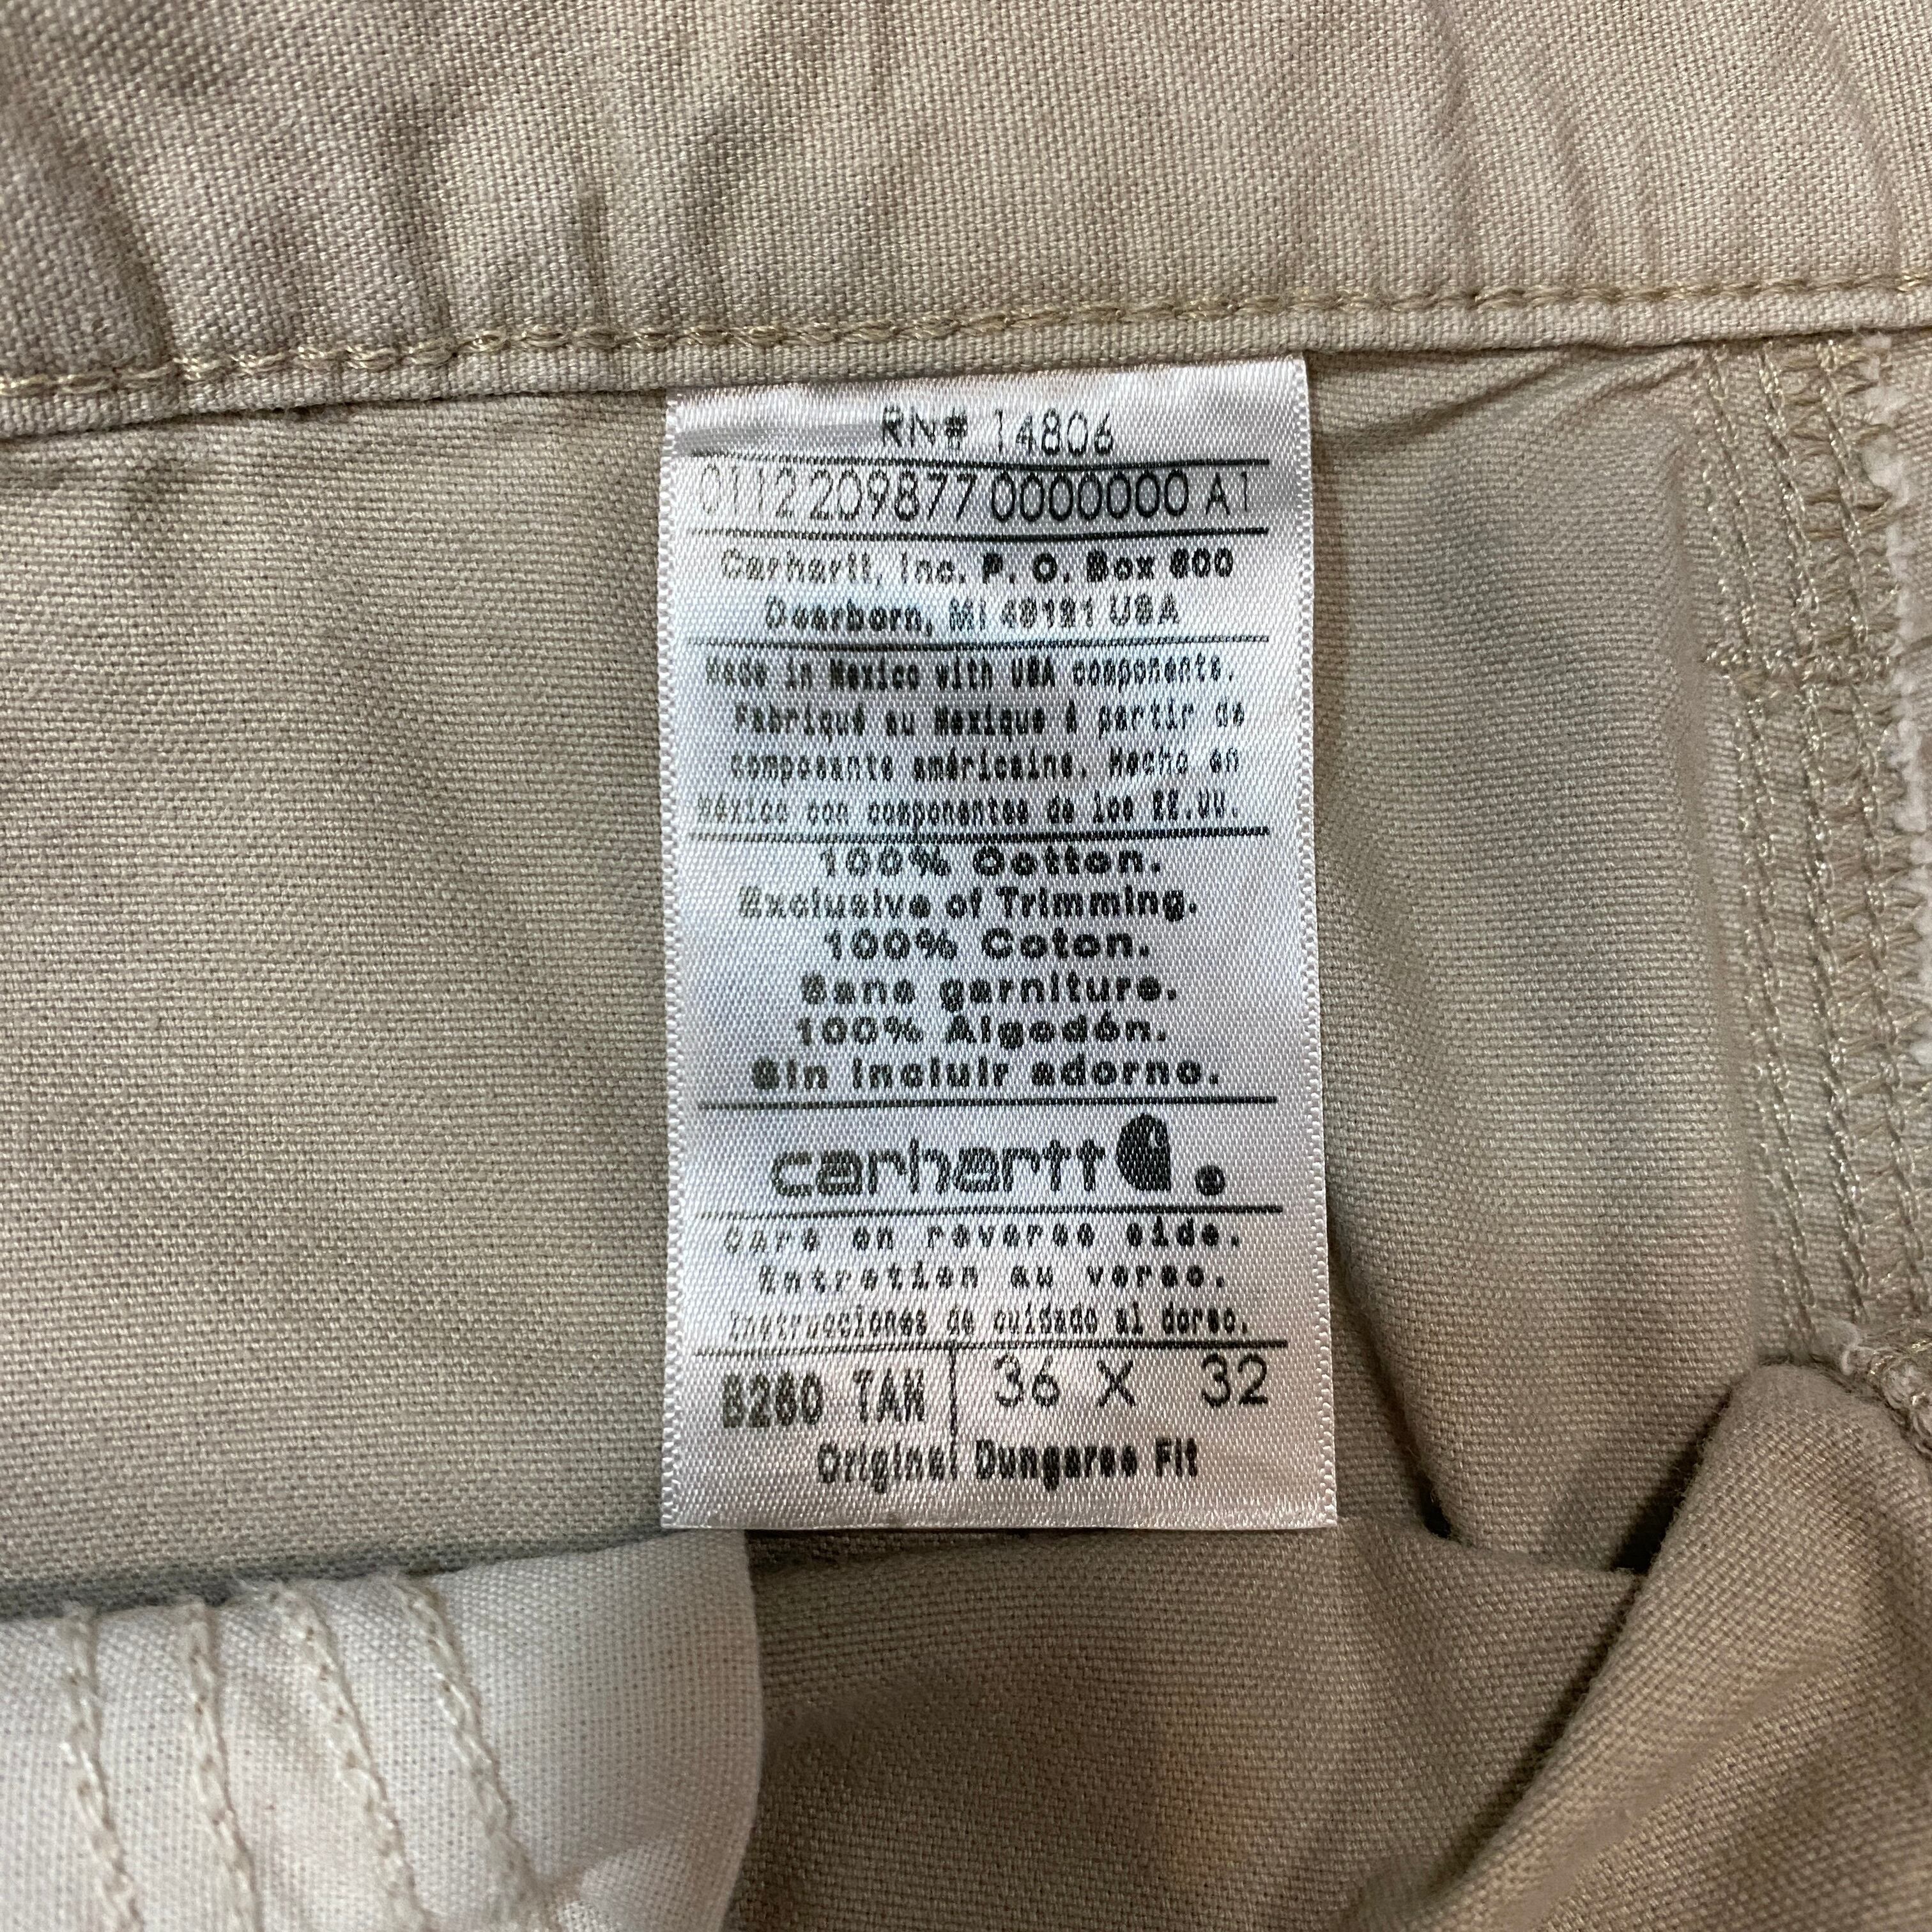 RN# 14806
0112 209877 0000000 A1
Carhartt, Inc. P. O. Box 600
Dearborn, MI 48121 USA
Made in Mexico with USA components.
Fabriqué au Mexique á partir de
composants américains. Hecho en
México con componentes de los EE.UU.
100% Cotton.
Exclusive of Trimming.
100% Coton.
Sans garniture.
100% Algodón.
Sin incluir adorno.
carhartt ®
Care on reverse side.
Entretien au verso.
Instrucciones de cuidado al dorso.
B280 TAN 36 X 32
Original Dungaree Fit